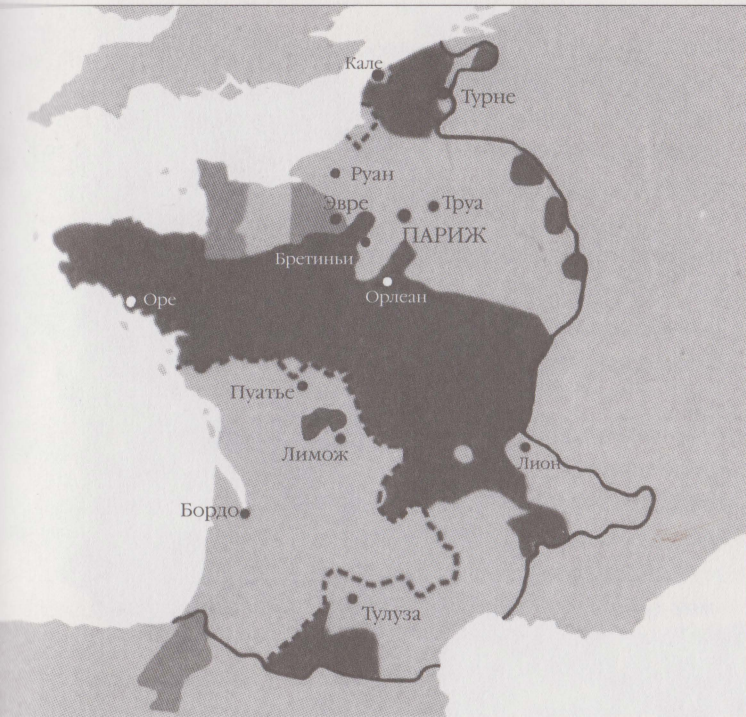 Кале
Турне
Руан
Эвре
Труа
ПАРИЖ
Бретиньи
Оре
Орлеан
Пуатье
Лимож
Лион
Бордо
Тулуза